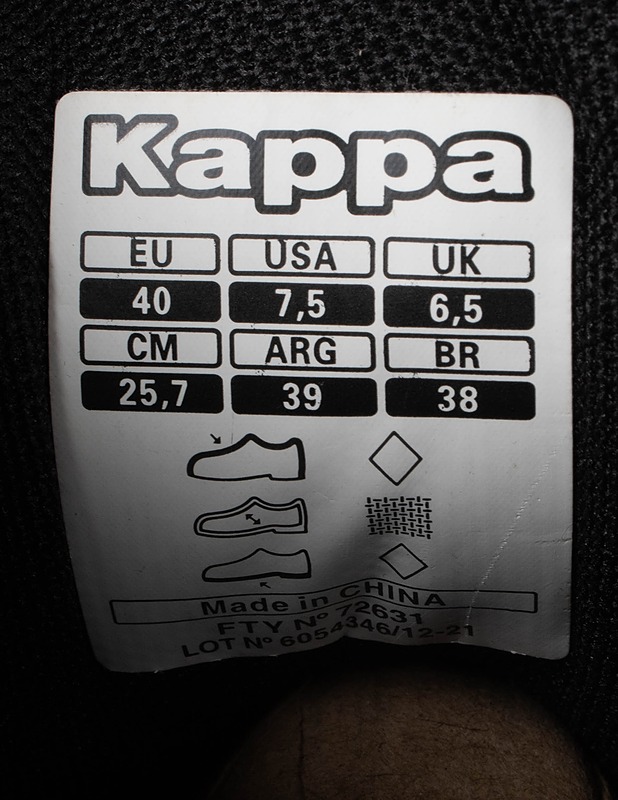 Kappa
EU USA UK
40 7,5 6,5
CM ARG BR
25,7 39 38
Made in CHINA
FTY Nº 72631
LOT Nº 6054346/12-21